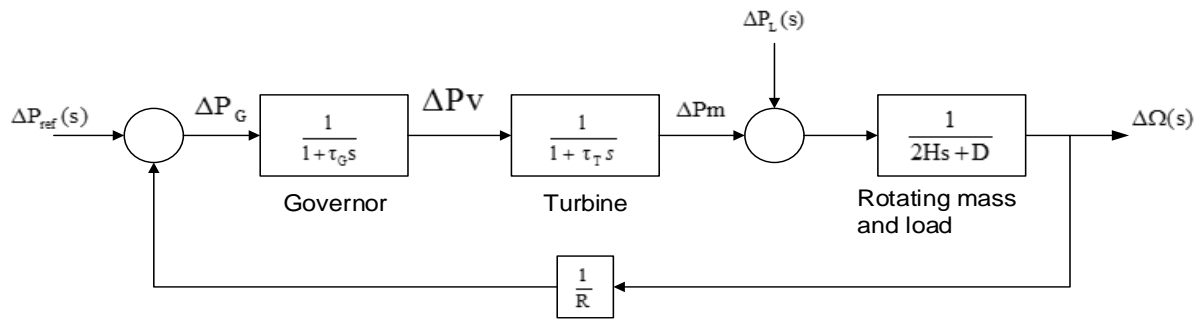 ΔP_L(s)
ΔP_ref(s)
ΔP_G
1
1+τ_G s
ΔPv
1
1+τ_T s
ΔPm
1
2Hs+D
ΔΩ(s)
Governor
Turbine
Rotating mass
and load
1
R